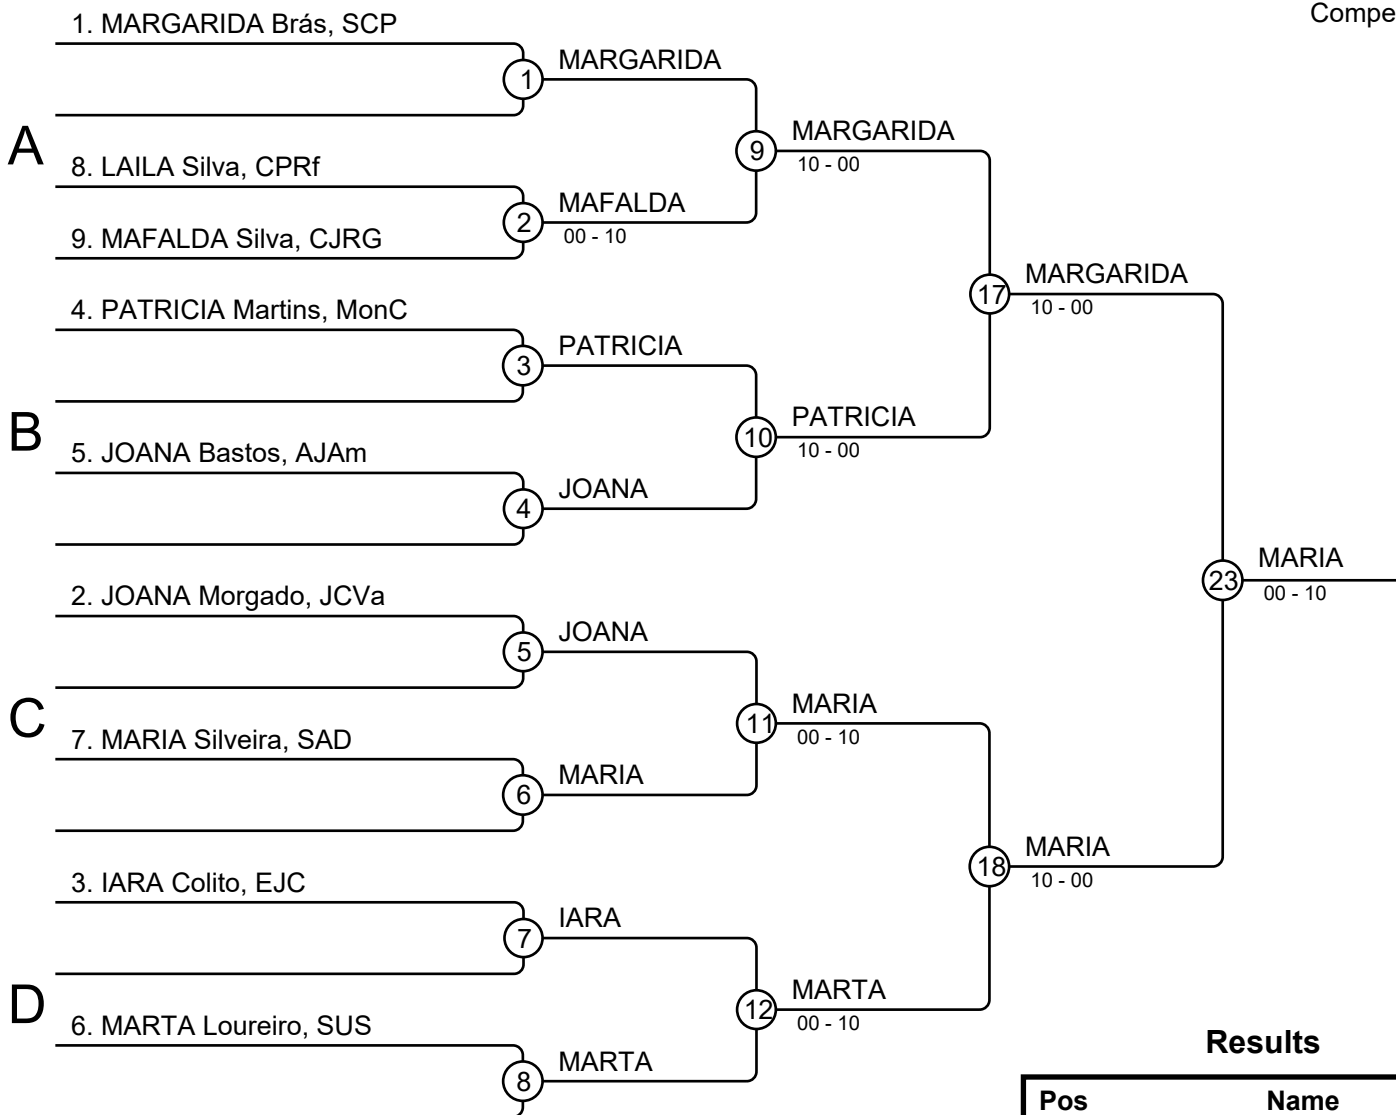 Compe
1. MARGARIDA Brás, SCP
1
MARGARIDA
A
8. LAILA Silva, CPRf
9. MAFALDA Silva, CJRG
2
MAFALDA
00 - 10
9
MARGARIDA
10 - 00
4. PATRICIA Martins, MonC
3
PATRICIA
B
5. JOANA Bastos, AJAm
4
JOANA
10
PATRICIA
10 - 00
17
MARGARIDA
10 - 00
2. JOANA Morgado, JCVa
5
JOANA
C
7. MARIA Silveira, SAD
6
MARIA
11
MARIA
00 - 10
3. IARA Colito, EJC
7
IARA
D
6. MARTA Loureiro, SUS
8
MARTA
12
MARTA
00 - 10
18
MARIA
10 - 00
23
MARIA
00 - 10
Results
Pos Name